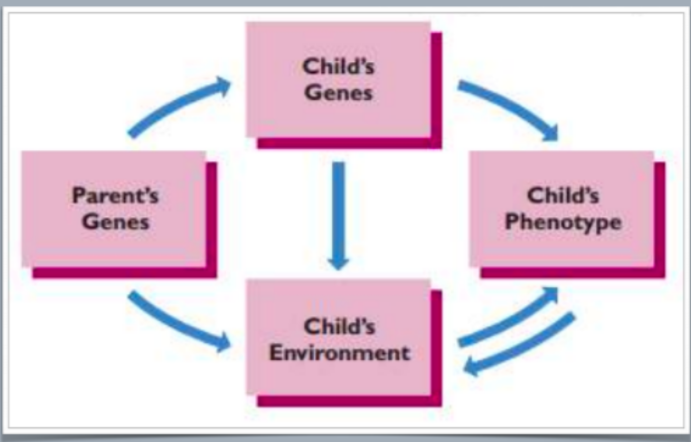 Child's
Genes
Parent's
Genes
Child's
Phenotype
Child's
Environment